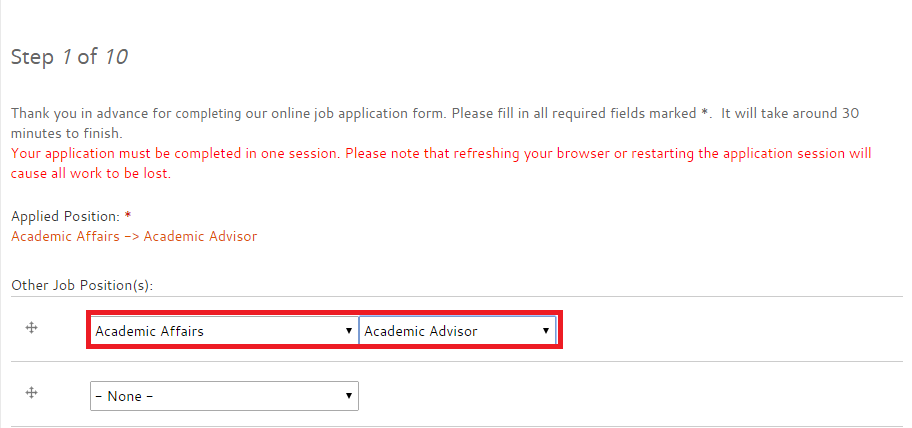 Step 1 of 10
Thank you in advance for completing our online job application form. Please fill in all required fields marked *.  It will take around 30
minutes to finish.
Your application must be completed in one session. Please note that refreshing your browser or restarting the application session will
cause all work to be lost.
Applied Position: *
Academic Affairs -> Academic Advisor
Other Job Position(s):
Academic Affairs Academic Advisor
- None -